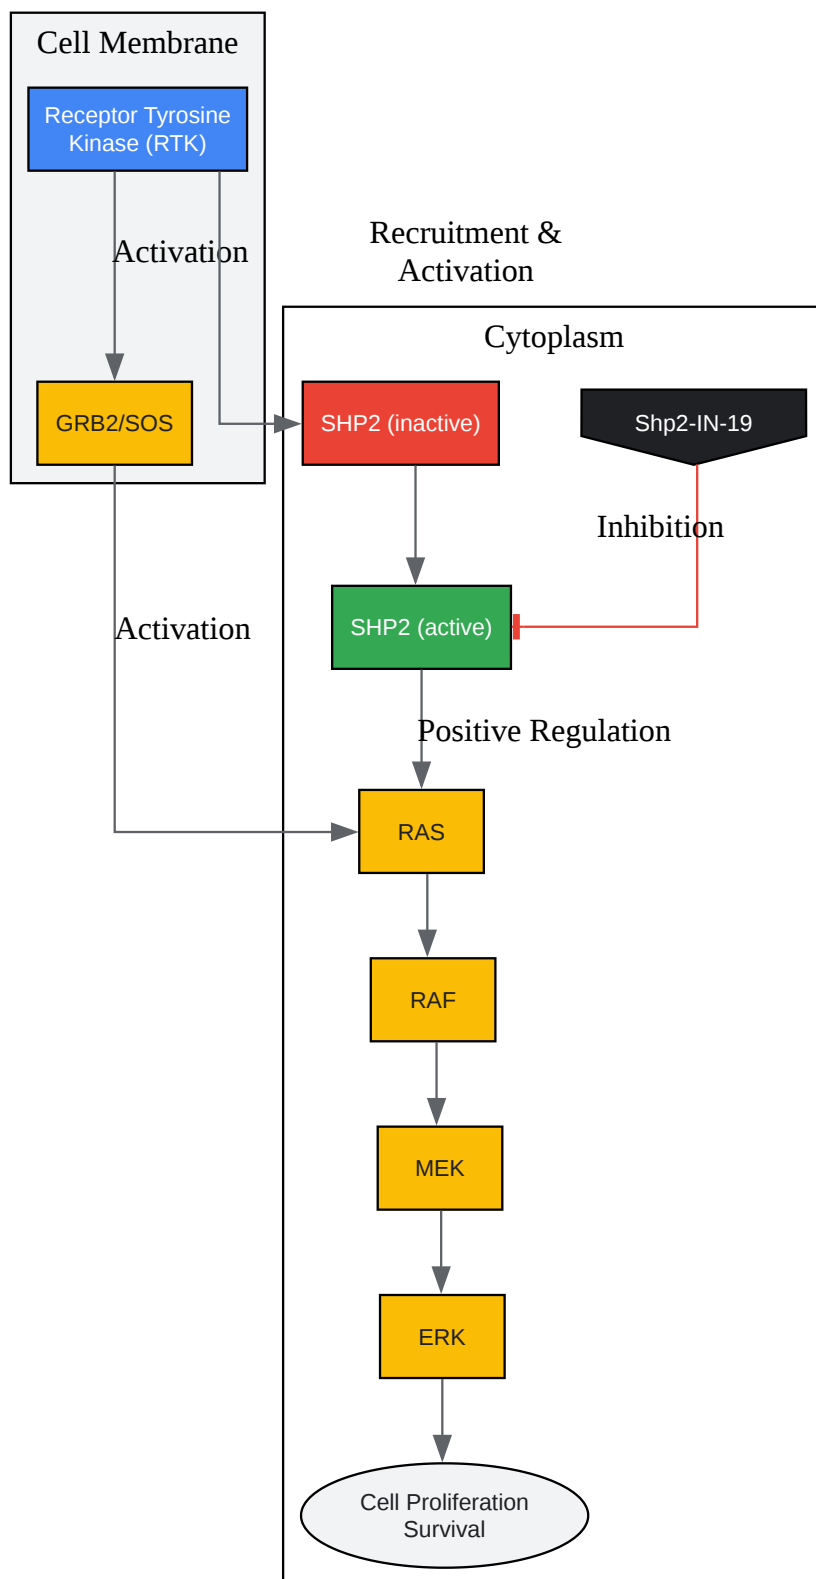 Cell Membrane
Receptor Tyrosine
Kinase (RTK)
Activation
Recruitment &
Activation
Cytoplasm
GRB2/SOS
SHP2 (inactive)
Shp2-IN-19
Inhibition
Activation
SHP2 (active)
Positive Regulation
RAS
RAF
MEK
ERK
Cell Proliferation
Survival